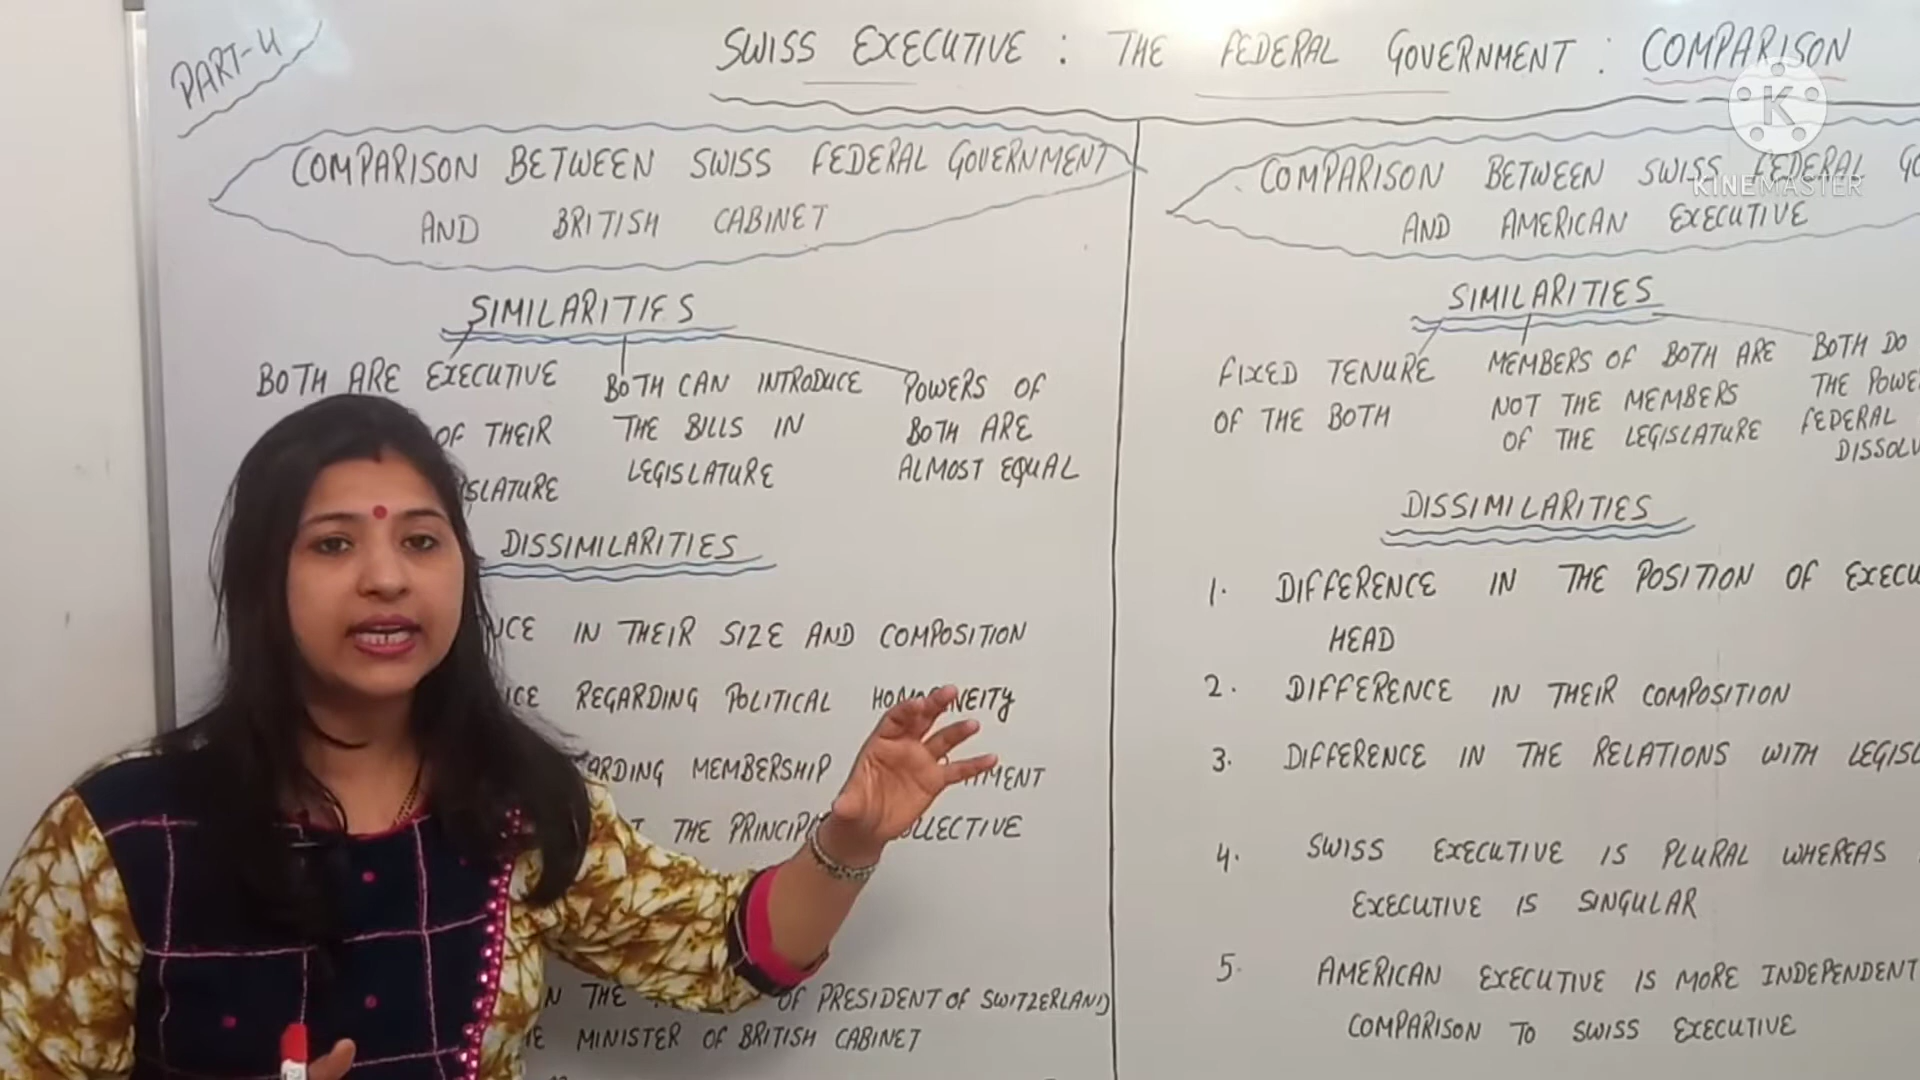 PART-4
SWISS EXECUTIVE : THE FEDERAL GOVERNMENT : COMPARISON
K
KINEMASTER
COMPARISON BETWEEN SWISS FEDERAL GOVERNMENT
AND BRITISH CABINET
SIMILARITIES
BOTH ARE EXECUTIVE
OF THEIR
SLATURE
BOTH CAN INTRODUCE
THE BILLS IN
LEGISLATURE
POWERS OF
BOTH ARE
ALMOST EQUAL
DISSIMILARITIES
NCE IN THEIR SIZE AND COMPOSITION
NCE REGARDING POLITICAL
ARDING MEMBERSHIP
THE COLLECTIVE
IN THE OF PRESIDENT OF SWITZERLAND
MINISTER OF BRITISH CABINET
COMPARISON BETWEEN SWISS FEDERAL GO
AND AMERICAN EXECUTIVE
SIMILARITIES
FIXED TENURE
OF THE BOTH
MEMBERS OF BOTH ARE
NOT THE MEMBERS
OF THE LEGISLATURE
BOTH DO
THE POWE
FEDERAL
DISSOLV
DISSIMILARITIES
1. DIFFERENCE IN THE POSITION OF EXECU
HEAD
2. DIFFERENCE IN THEIR COMPOSITION
3. DIFFERENCE IN THE RELATIONS WITH LEGISL
4. SWISS EXECUTIVE IS PLURAL WHEREAS
EXECUTIVE IS SINGULAR
5. AMERICAN EXECUTIVE IS MORE INDEPENDENT
COMPARISON TO SWISS EXECUTIVE